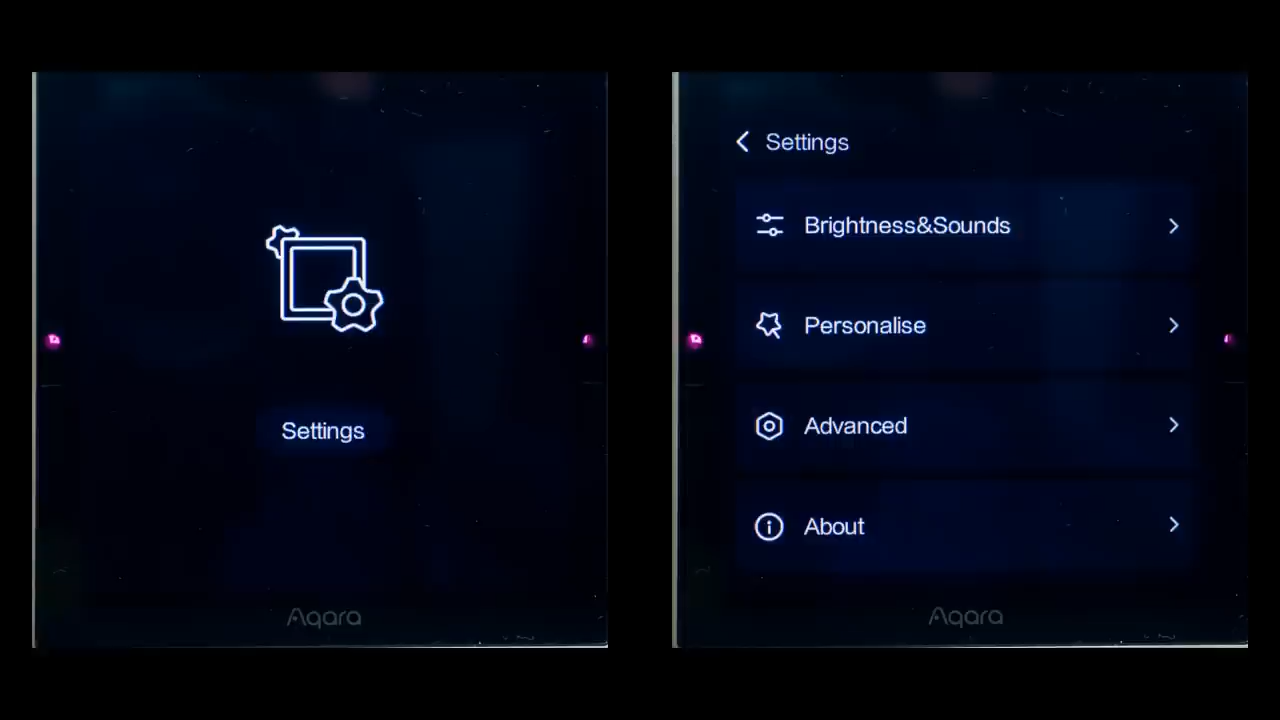 Settings
Aqara
Settings
Brightness&Sounds
Personalise
Advanced
About
Aqara